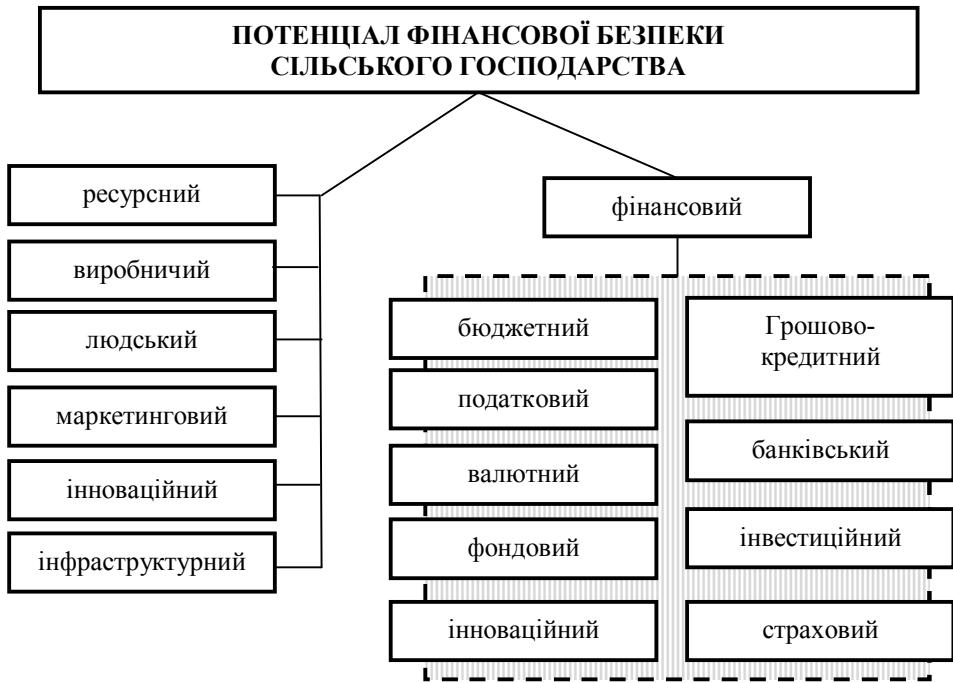 ПОТЕНЦІАЛ ФІНАНСОВОЇ БЕЗПЕКИ
СІЛЬСЬКОГО ГОСПОДАРСТВА
ресурсний
виробничий
людський
маркетинговий
інноваційний
інфраструктурний
фінансовий
бюджетний
податковий
валютний
фондовий
інноваційний
Грошово-
кредитний
банківський
інвестиційний
страховий